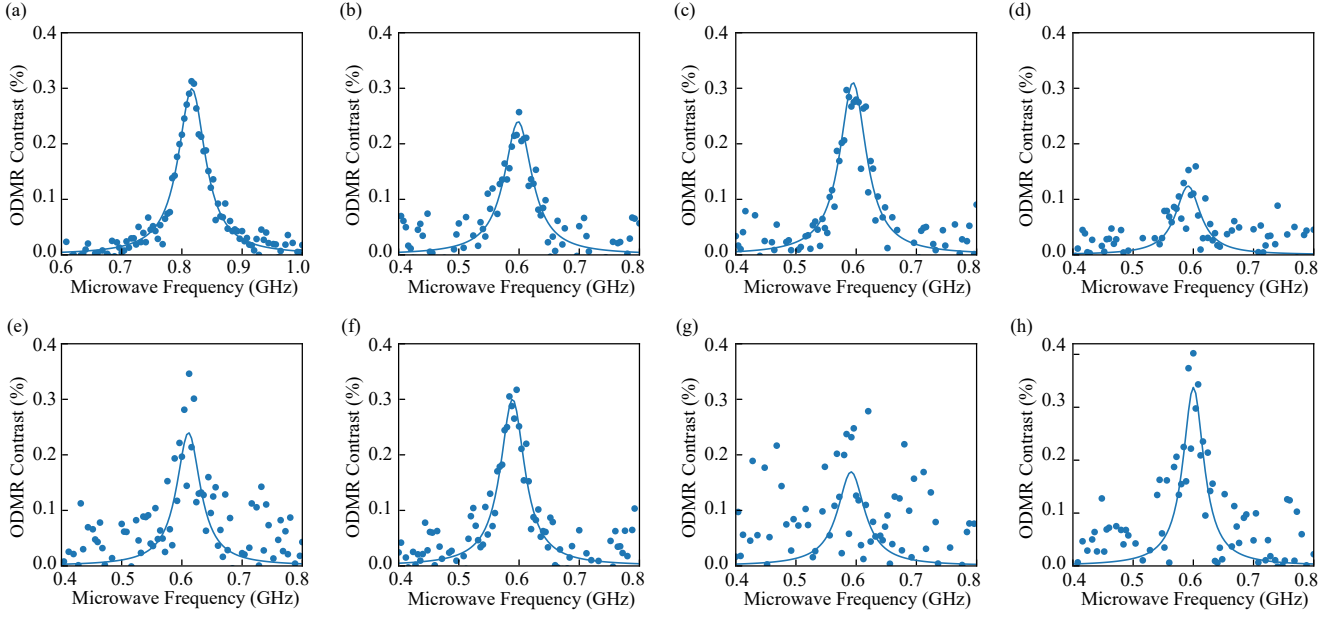 (a) (b) (c) (d)
0.4 0.4 0.4 0.4
0.3 0.3 0.3 0.3
0.2 0.2 0.2 0.2
0.1 0.1 0.1 0.1
0.0 0.0 0.0 0.0
ODMR Contrast (%) ODMR Contrast (%) ODMR Contrast (%) ODMR Contrast (%)
0.6 0.7 0.8 0.9 1.0 0.4 0.5 0.6 0.7 0.8 0.4 0.5 0.6 0.7 0.8 0.4 0.5 0.6 0.7 0.8
Microwave Frequency (GHz) Microwave Frequency (GHz) Microwave Frequency (GHz) Microwave Frequency (GHz)
(e) (f) (g) (h)
0.4 0.4 0.4 0.4
0.3 0.3 0.3 0.3
0.2 0.2 0.2 0.2
0.1 0.1 0.1 0.1
0.0 0.0 0.0 0.0
ODMR Contrast (%) ODMR Contrast (%) ODMR Contrast (%) ODMR Contrast (%)
0.4 0.5 0.6 0.7 0.8 0.4 0.5 0.6 0.7 0.8 0.4 0.5 0.6 0.7 0.8 0.4 0.5 0.6 0.7 0.8
Microwave Frequency (GHz) Microwave Frequency (GHz) Microwave Frequency (GHz) Microwave Frequency (GHz)